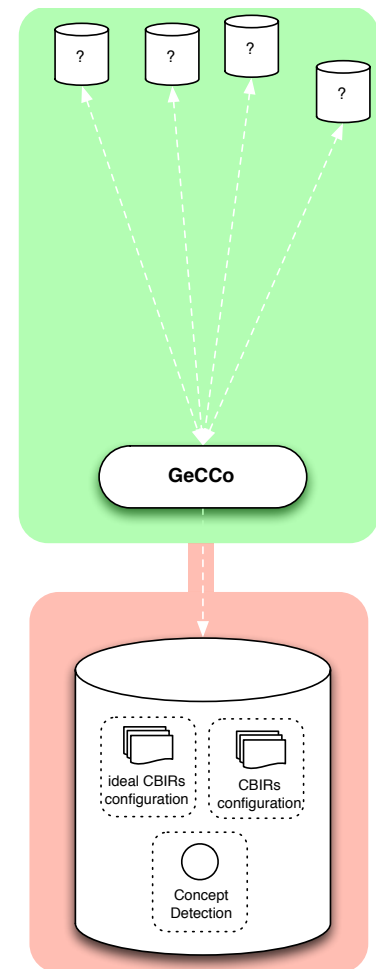 ?
?
?
?
GeCCo
ideal CBIRs
configuration
CBIRs
configuration
Concept
Detection